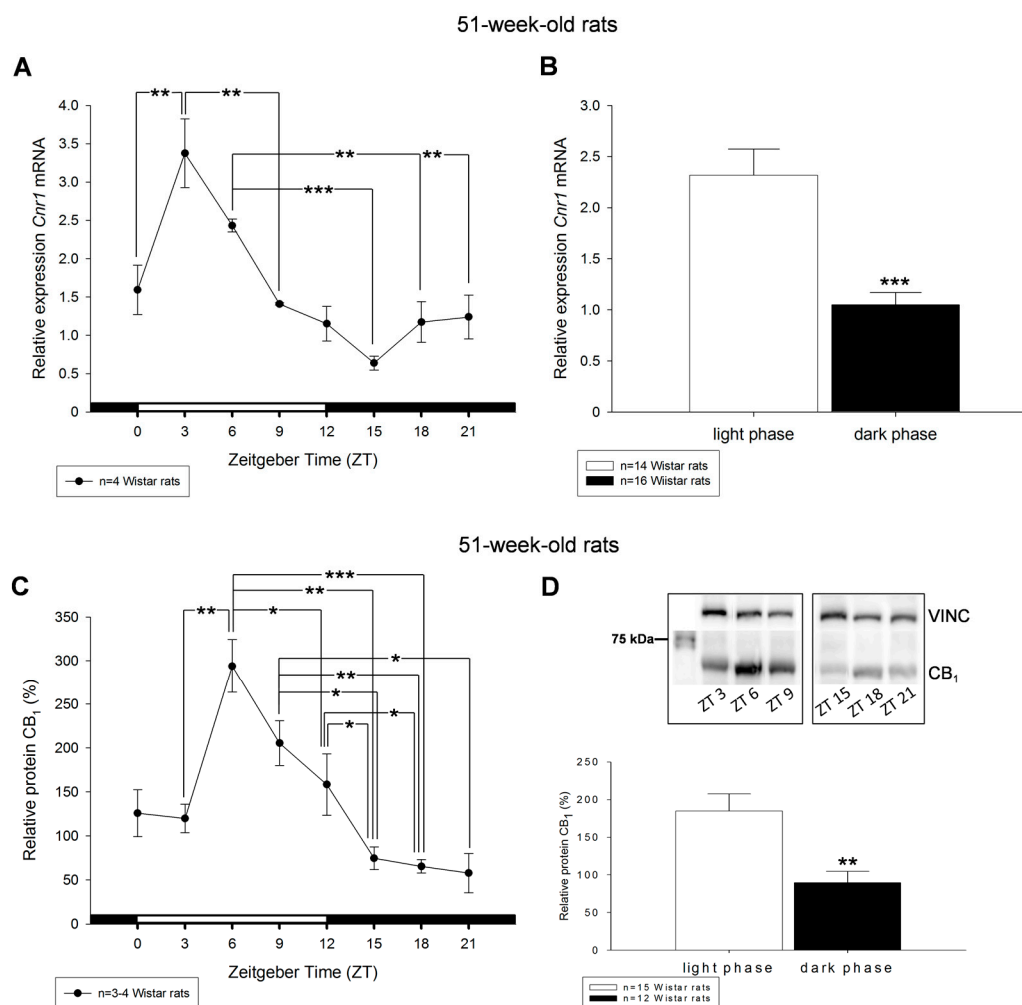 51-week-old rats
A
** **
** **
***
Relative expression Cnr1 mRNA
4.0
3.5
3.0
2.5
2.0
1.5
1.0
0.5
0
0 3 6 9 12 15 18 21
Zeitgeber Time (ZT)
n=4 Wistar rats
B
Relative expression Cnr1 mRNA
3.0
2.5
2.0
1.5
1.0
0.5
0
***
light phase dark phase
n=14 Wistar rats
n=16 Wiistar rats
51-week-old rats
C
***
**
** *
*
**
*
*
*
Relative protein CB1 (%)
350
300
250
200
150
100
50
0
0 3 6 9 12 15 18 21
Zeitgeber Time (ZT)
n=3-4 Wistar rats
D
VINC
75 kDa
CB1
ZT 3 ZT 6 ZT 9 ZT 15 ZT 18 ZT 21
Relative protein CB1 (%)
250
200
150
100
50
0
**
light phase dark phase
n=15 Wistar rats
n=12 Wistar rats